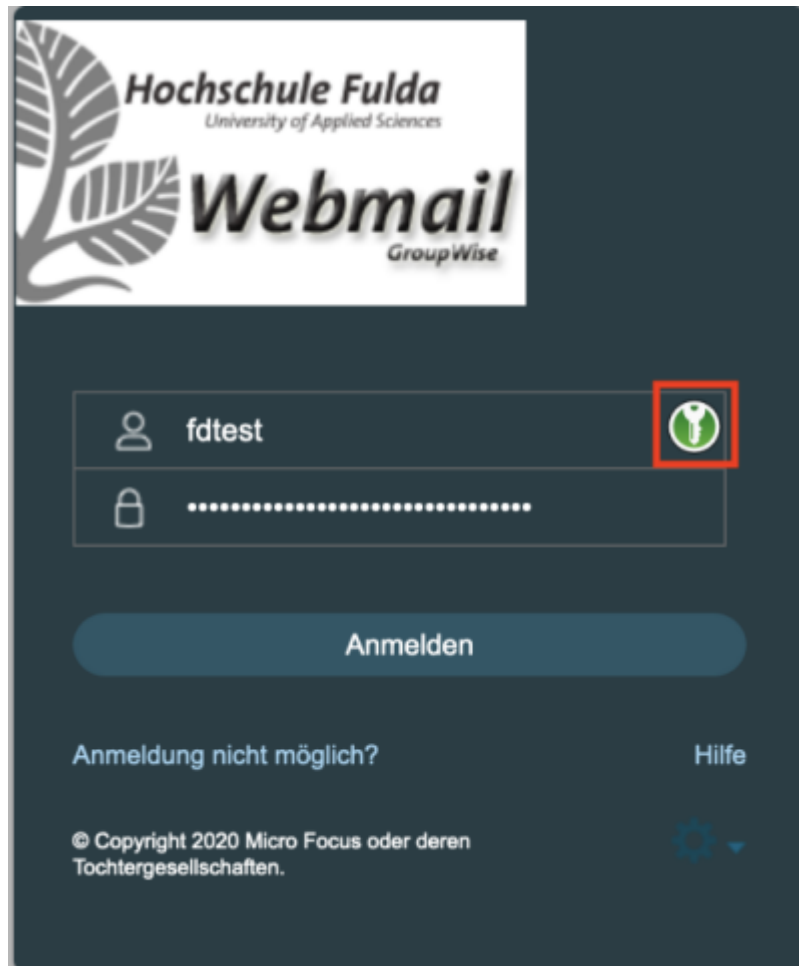 Hochschule Fulda
University of Applied Sciences
Webmail
GroupWise
fdtest
••••••••••••••••••••••••••••••••
Anmelden
Anmeldung nicht möglich?
Hilfe
© Copyright 2020 Micro Focus oder deren
Tochtergesellschaften.